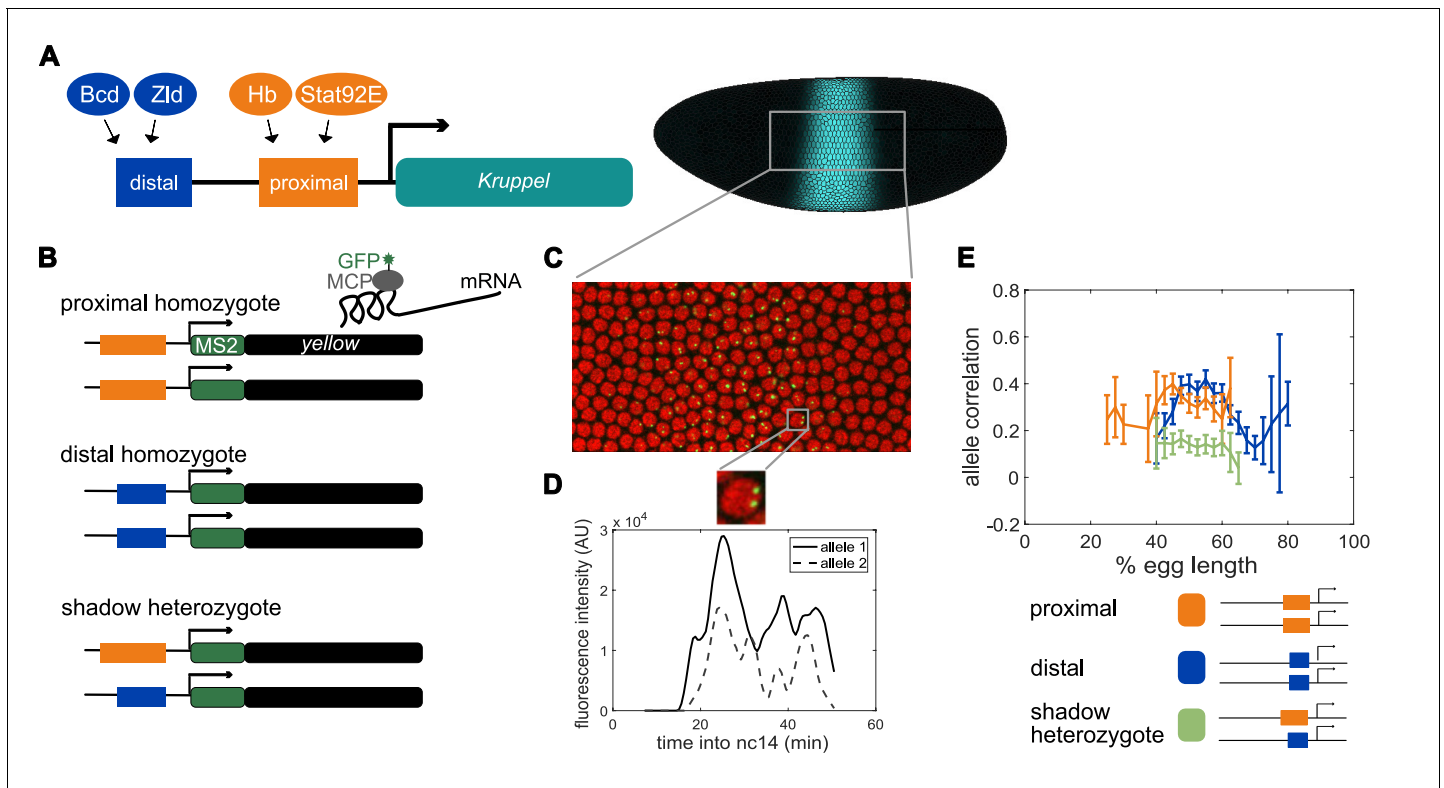 A
Bcd
Zld
Hb
Stat92E
distal
proximal
Kruppel
B
GFP
MCP
mRNA
proximal homozygote
MS2
yellow
distal homozygote
shadow heterozygote
C
D
3 x 10^4
2
1
0
fluorescence intensity (AU)
allele 1
allele 2
0 20 40 60
time into nc14 (min)
E
0.8
0.6
0.4
0.2
0
-0.2
allele correlation
0 20 40 60 80 100
% egg length
proximal
distal
shadow
heterozygote